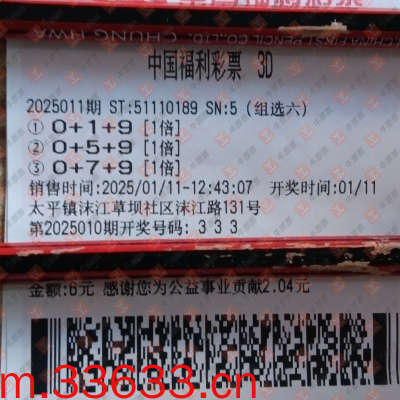 CHUNG HWA
中国福利彩票 3D
2025011期 ST:51110189 SN:5 (组选六)
① 0+1+9 [1倍]
② 0+5+9 [1倍]
③ 0+7+9 [1倍]
销售时间:2025/01/11-12:43:07 开奖时间:01/11
太平镇沫江草坝社区沫江路131号
第2025010期开奖号码: 3 3 3
金额:6元 感谢您为公益事业贡献2.04元
m.33633.cn